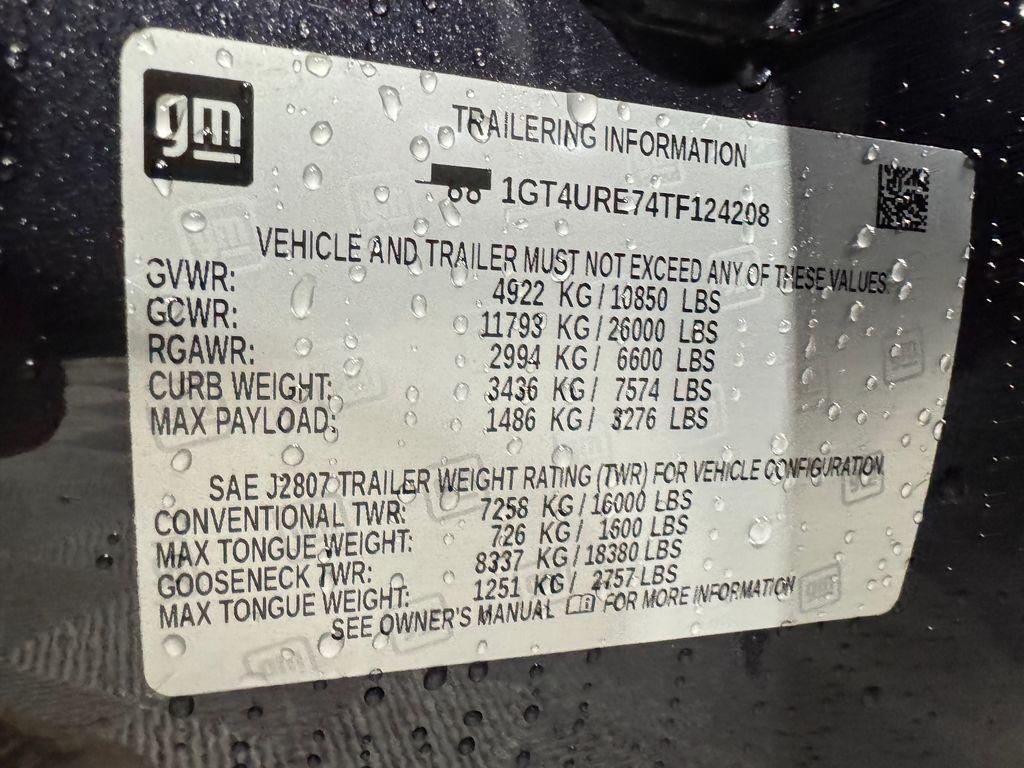 gm
TRAILERING INFORMATION
1GT4URE74TF124208
VEHICLE AND TRAILER MUST NOT EXCEED ANY OF THESE VALUES.
GVWR: 4922 KG/10850 LBS
GCWR: 11793 KG/26000 LBS
RGAWR: 2994 KG/ 6600 LBS
CURB WEIGHT: 3436 KG/ 7574 LBS
MAX PAYLOAD: 1486 KG/ 3276 LBS
SAE J2807 TRAILER WEIGHT RATING (TWR) FOR VEHICLE CONFIGURATION
CONVENTIONAL TWR: 7258 KG/16000 LBS
MAX TONGUE WEIGHT: 726 KG/ 1600 LBS
GOOSENECK TWR: 8337 KG/18380 LBS
MAX TONGUE WEIGHT: 1251 KG/ 2757 LBS
SEE OWNER'S MANUAL FOR MORE INFORMATION